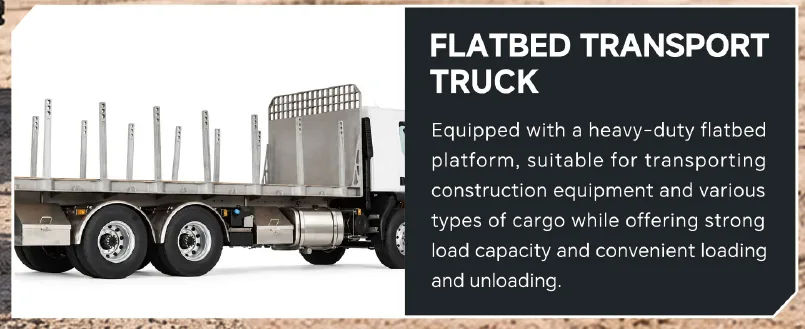 FLATBED TRANSPORT
TRUCK
Equipped with a heavy-duty flatbed
platform, suitable for transporting
construction equipment and various
types of cargo while offering strong
load capacity and convenient loading
and unloading.